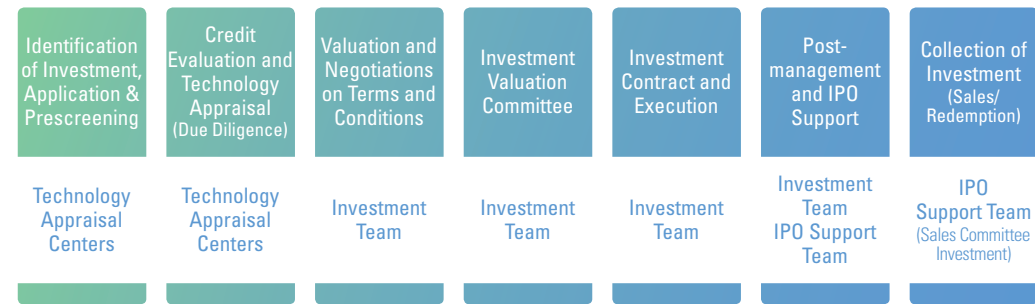 Identification
of Investment,
Application &
Prescreening
Credit
Evaluation and
Technology
Appraisal
(Due Diligence)
Valuation and
Negotiations
on Terms and
Conditions
Investment
Valuation
Committee
Investment
Contract and
Execution
Post-
management
and IPO
Support
Collection of
Investment
(Sales/
Redemption)
Technology
Appraisal
Centers
Technology
Appraisal
Centers
Investment
Team
Investment
Team
Investment
Team
Investment
Team
IPO Support
Team
IPO
Support Team
(Sales Committee
Investment)